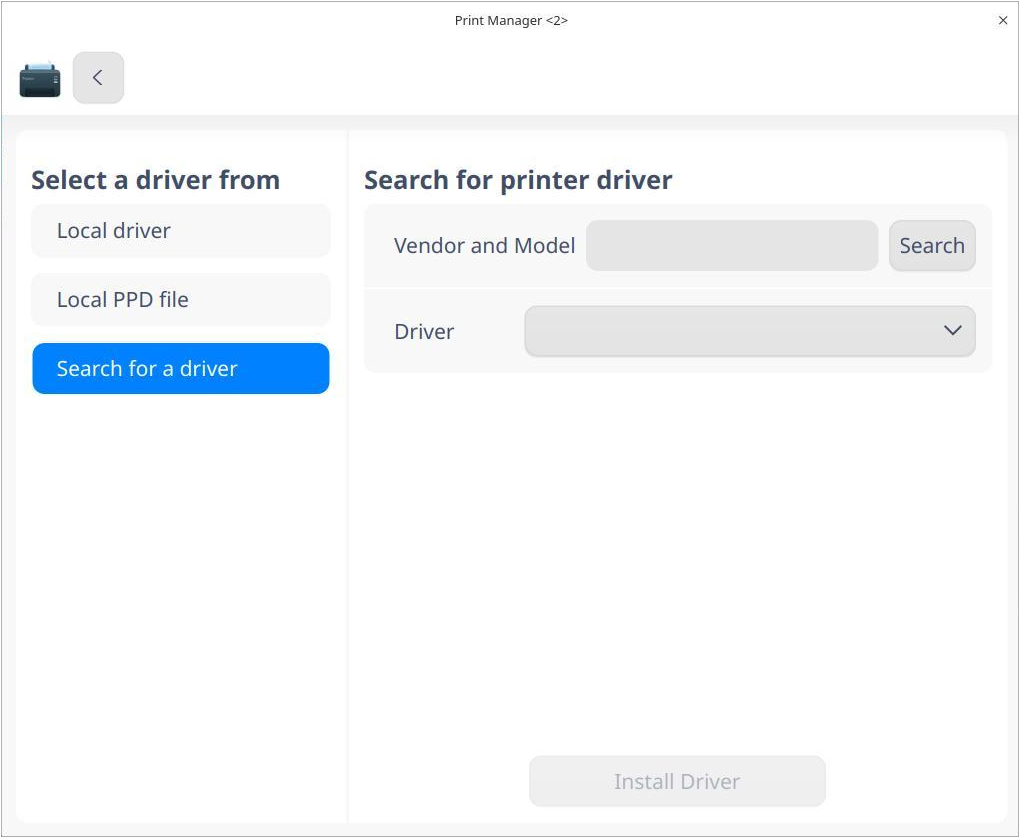 Print Manager <2>
Select a driver from
Local driver
Local PPD file
Search for a driver
Search for printer driver
Vendor and Model
Search
Driver
Install Driver